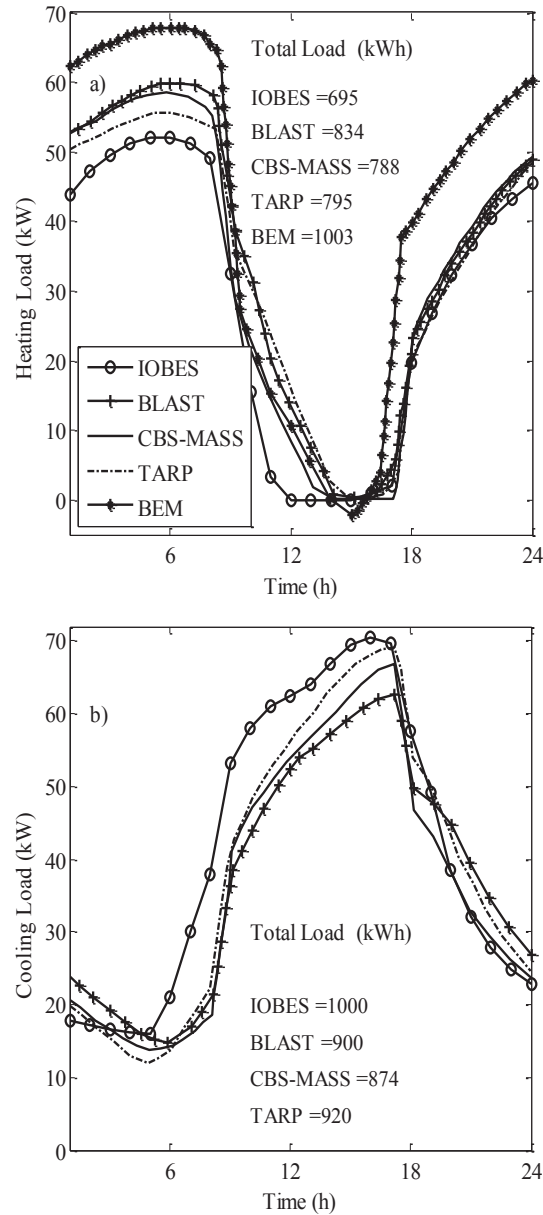 70
60
50
40
30
20
10
0
Heating Load (kW)
a)
Total Load (kWh)
IOBES =695
BLAST =834
CBS-MASS =788
TARP =795
BEM =1003
IOBES
BLAST
CBS-MASS
TARP
BEM
6
12
18
24
Time (h)
70
60
50
40
30
20
10
0
Cooling Load (kW)
b)
Total Load (kWh)
IOBES =1000
BLAST =900
CBS-MASS =874
TARP =920
6
12
18
24
Time (h)